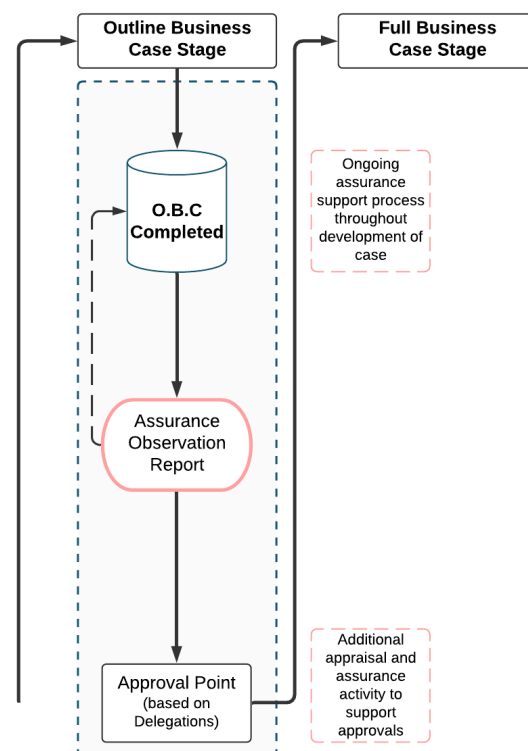 Outline Business
Case Stage
Full Business
Case Stage
O.B.C
Completed
Ongoing
assurance
support process
throughout
development of
case
Assurance
Observation
Report
Approval Point
(based on
Delegations)
Additional
appraisal and
assurance
activity to
support
approvals